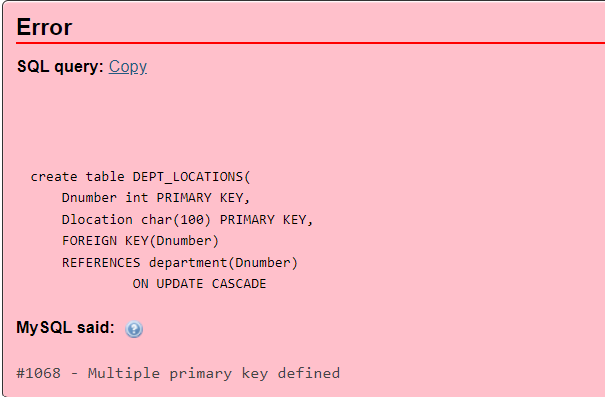 Error
SQL query: Copy
create table DEPT_LOCATIONS(
Dnumber int PRIMARY KEY,
Dlocation char(100) PRIMARY KEY,
FOREIGN KEY(Dnumber)
REFERENCES department(Dnumber)
ON UPDATE CASCADE
MySQL said:
#1068 - Multiple primary key defined